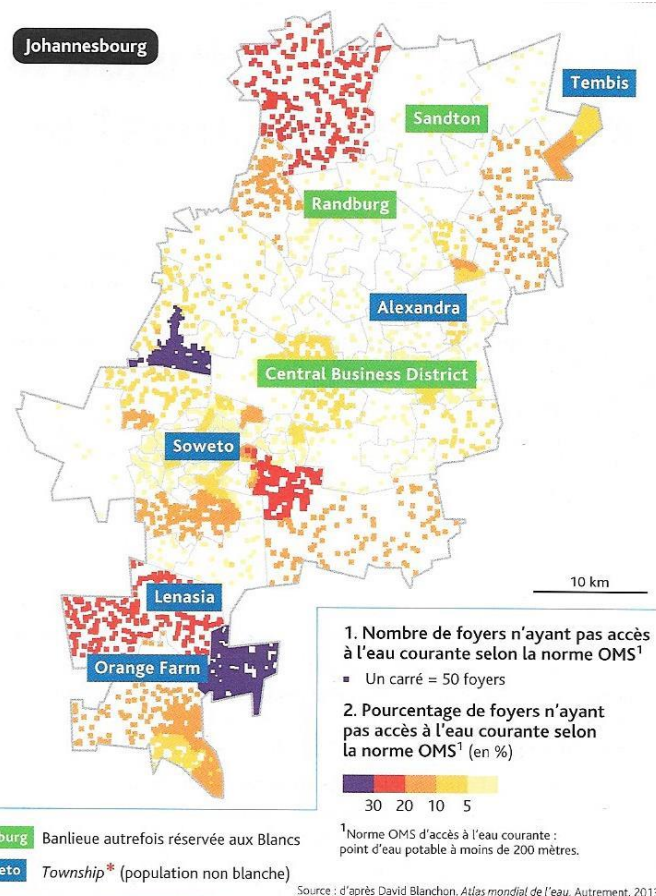 Johannesbourg
Tembis
Sandton
Randburg
Alexandra
Central Business District
Soweto
Lenasia
Orange Farm
10 km
1. Nombre de foyers n'ayant pas accès
à l'eau courante selon la norme OMS¹
Un carré = 50 foyers
2. Pourcentage de foyers n'ayant
pas accès à l'eau courante selon
la norme OMS¹ (en %)
30 20 10 5
¹Norme OMS d'accès à l'eau courante :
point d'eau potable à moins de 200 mètres.
burg Banlieue autrefois réservée aux Blancs
eto Township* (population non blanche)
Source : d'après David Blanchon, Atlas mondial de l'eau, Autrement, 2013